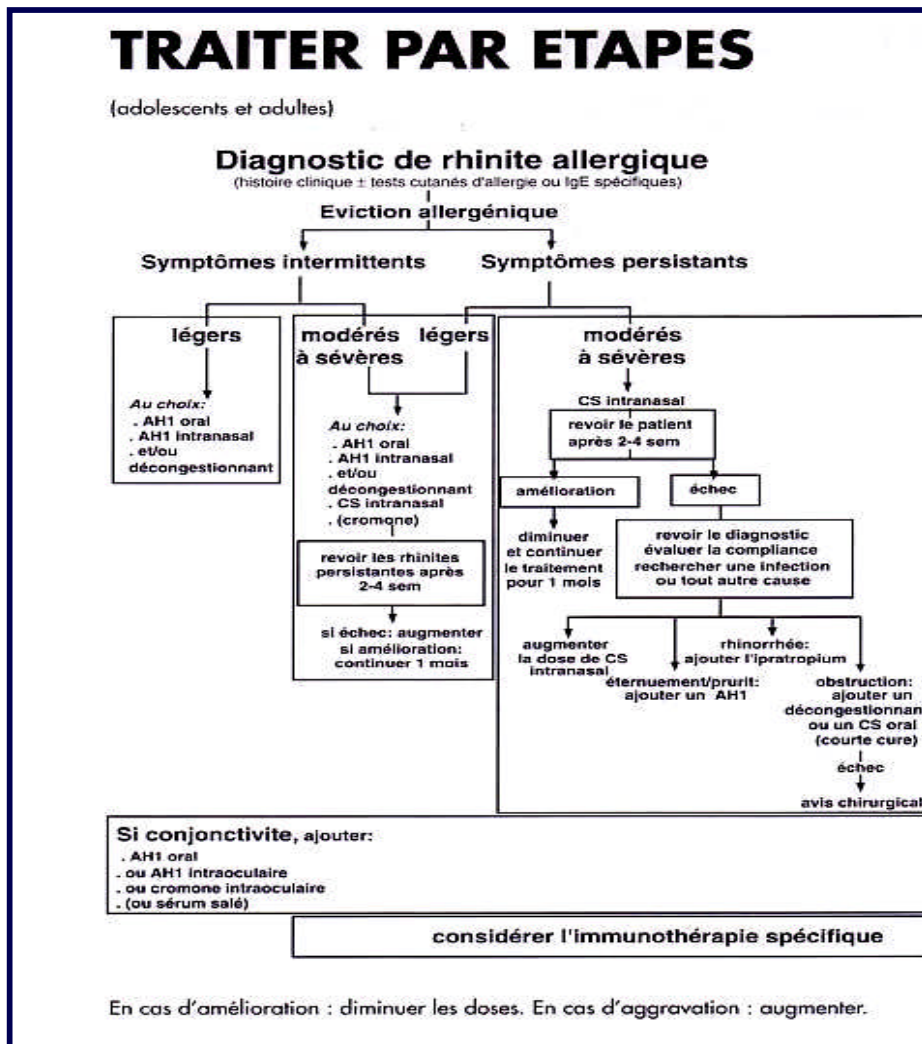 TRAITER PAR ETAPES
(adolescents et adultes)
Diagnostic de rhinite allergique
(histoire clinique ± tests cutanés d'allergie ou IgE spécifiques)
Eviction allergénique
Symptômes intermittents
Symptômes persistants
légers
Au choix:
. AH1 oral
. AH1 intranasal
. et/ou
décongestionnant
modérés
à sévères
légers
Au choix:
. AH1 oral
. AH1 intranasal
. et/ou
décongestionnant
. CS intranasal
. (cromone)
revoir les rhinites
persistantes après
2-4 sem
si échec: augmenter
si amélioration:
continuer 1 mois
modérés
à sévères
CS intranasal
revoir le patient
après 2-4 sem
amélioration
diminuer
et continuer
le traitement
pour 1 mois
échec
revoir le diagnostic
évaluer la compliance
rechercher une infection
ou tout autre cause
augmenter
la dose de CS
intranasal
éternuement/prurit:
ajouter un AH1
rhinorrhée:
ajouter l'ipratropium
obstruction:
ajouter un
décongestionnan
ou un CS oral
(courte cure)
échec
avis chirurgical
Si conjonctivite, ajouter:
. AH1 oral
. ou AH1 intraoculaire
. ou cromone intraoculaire
. (ou sérum salé)
considérer l'immunothérapie spécifique
En cas d'amélioration : diminuer les doses. En cas d'aggravation : augmenter.